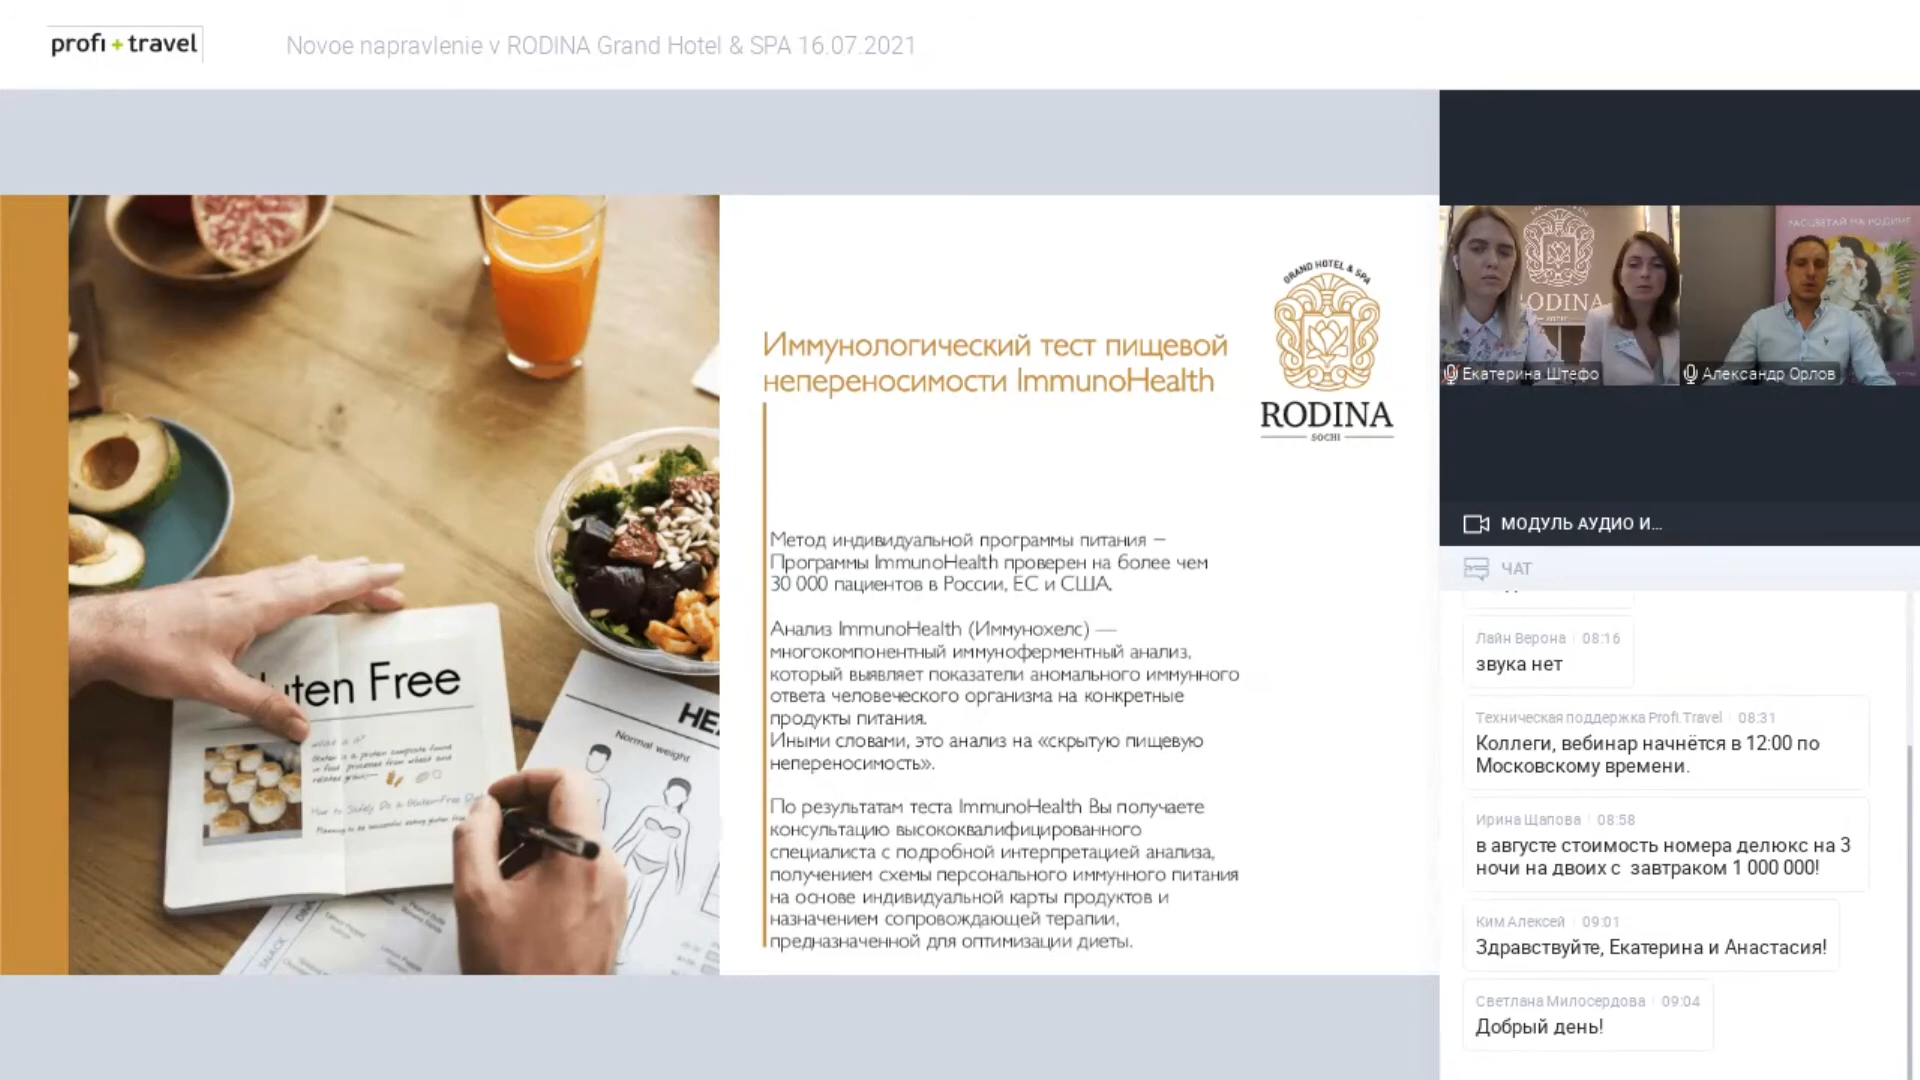 profi + travel
Novoe napravlenie v RODINA Grand Hotel & SPA 16.07.2021
Gluten Free
Normal weight
SNACK
Иммунологический тест пищевой
непереносимости ImmunoHealth
GRAND HOTEL & SPA
RODINA
SOCHI
Метод индивидуальной программы питания –
Программы ImmunoHealth проверен на более чем
30 000 пациентов в России, ЕС и США.
Анализ ImmunoHealth (Иммунохелс) —
многокомпонентный иммуноферментный анализ,
который выявляет показатели аномального иммунного
ответа человеческого организма на конкретные
продукты питания.
Иными словами, это анализ на «скрытую пищевую
непереносимость».
По результатам теста ImmunoHealth Вы получаете
консультацию высококвалифицированного
специалиста с подробной интерпретацией анализа,
получением схемы персонального иммунного питания
на основе индивидуальной карты продуктов и
назначением сопровождающей терапии,
предназначенной для оптимизации диеты.
РАСЦВЕТАЙ НА РОДИНЕ
Екатерина Штефо
Александр Орлов
МОДУЛЬ АУДИО И...
ЧАТ
Лайн Верона 08:16
звука нет
Техническая поддержка Profi.Travel 08:31
Коллеги, вебинар начнётся в 12:00 по
Московскому времени.
Ирина Щапова 08:58
в августе стоимость номера делюкс на 3
ночи на двоих с завтраком 1 000 000!
Ким Алексей 09:01
Здравствуйте, Екатерина и Анастасия!
Светлана Милосердова 09:04
Добрый день!